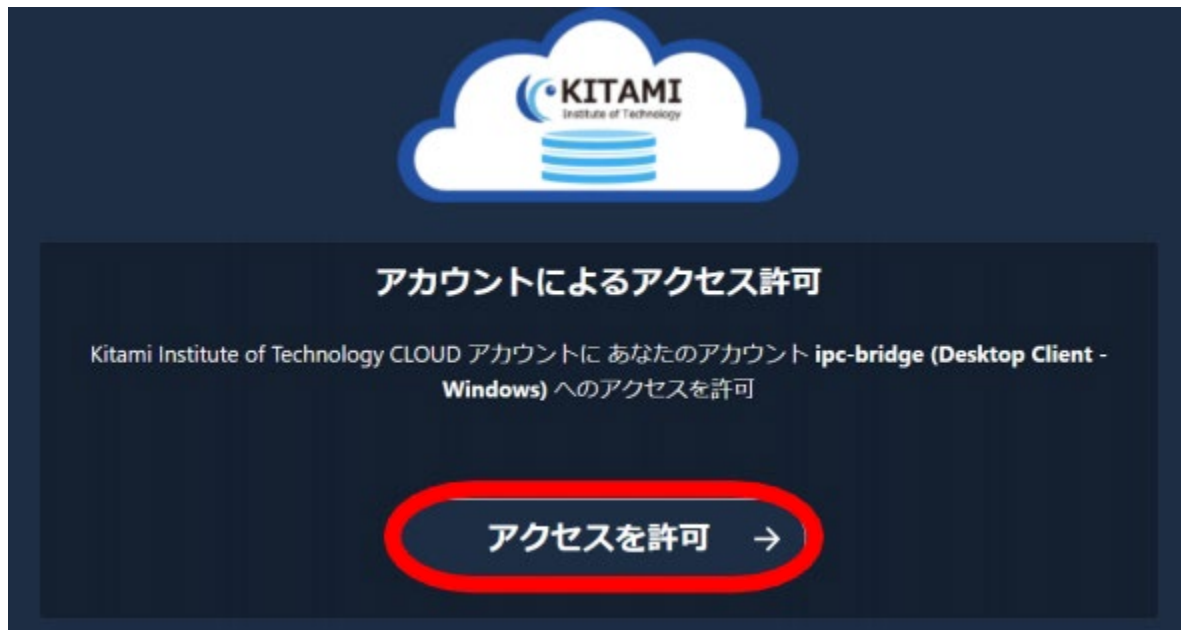 KITAMI
Institute of Technology
アカウントによるアクセス許可
Kitami Institute of Technology CLOUD アカウントに あなたのアカウント ipc-bridge (Desktop Client -
Windows) へのアクセスを許可
アクセスを許可 →